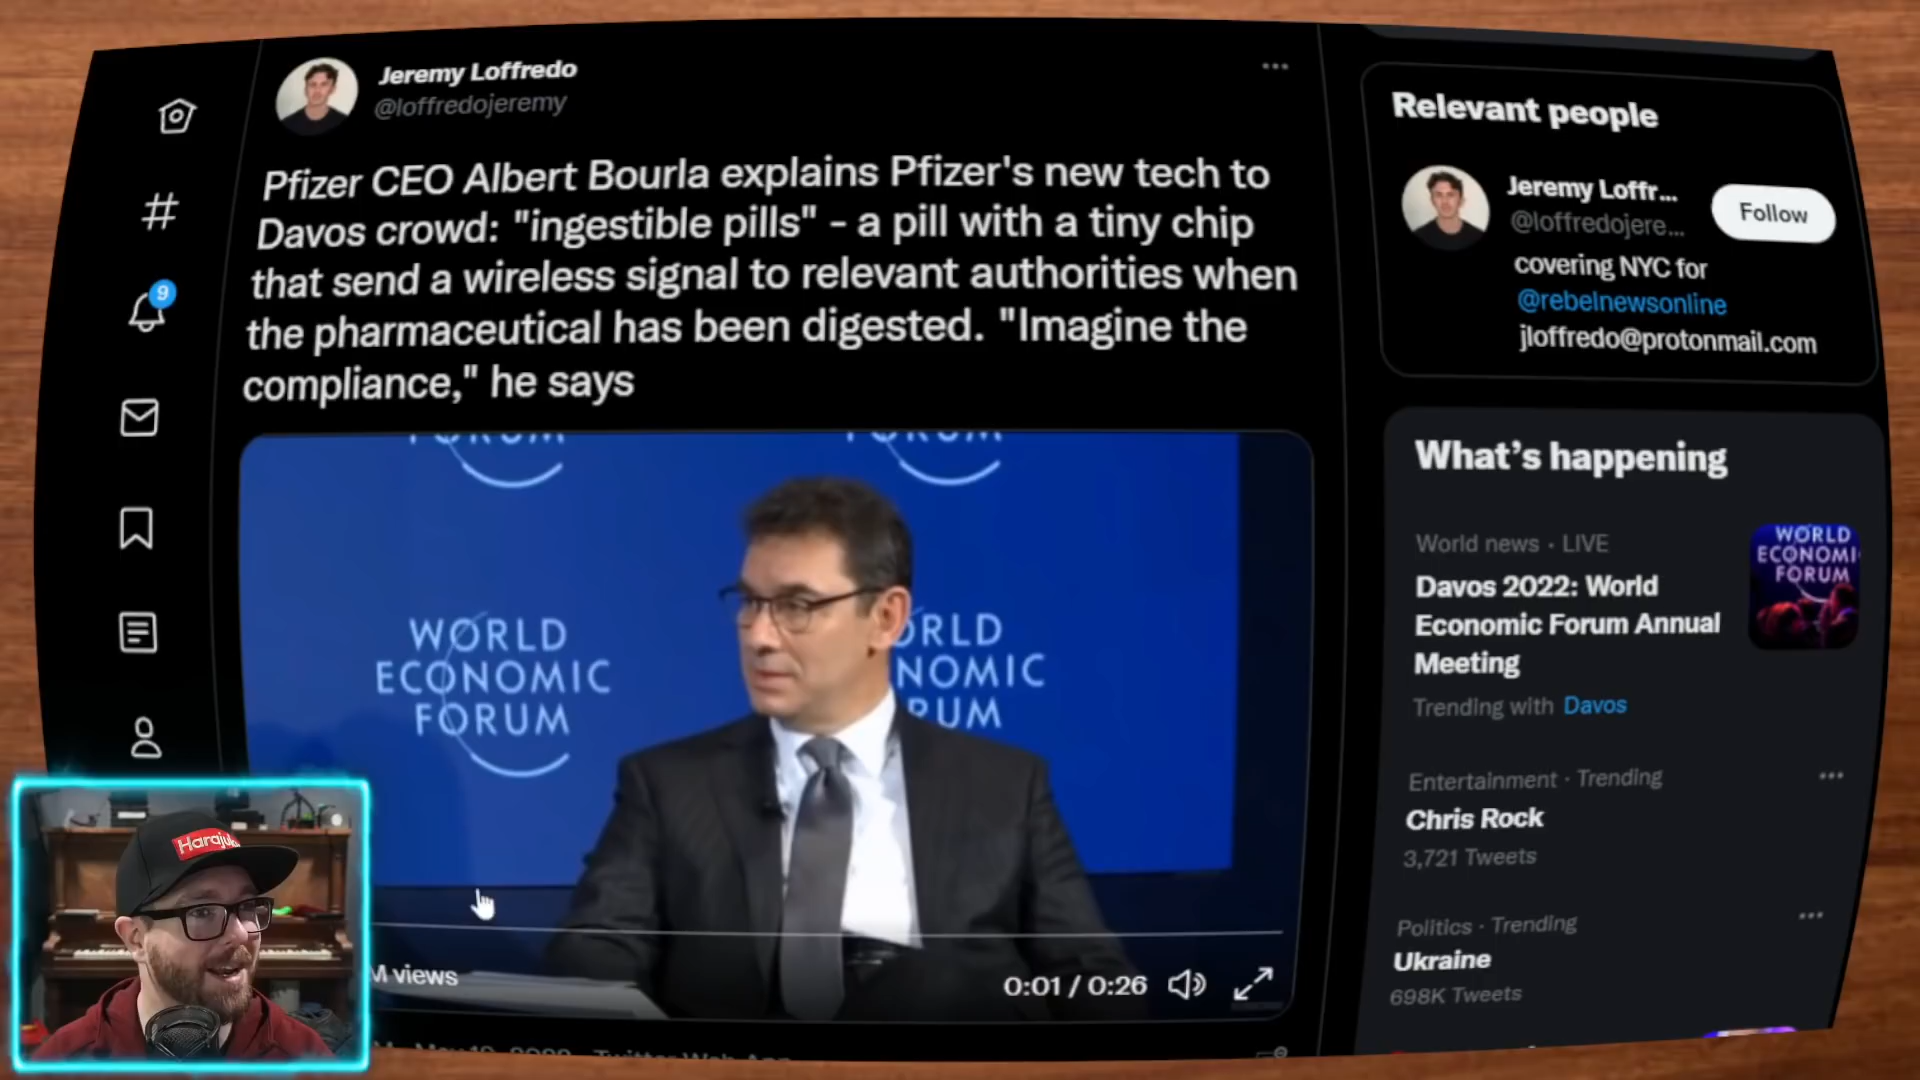 Jeremy Loffredo
@loffredojeremy
Pfizer CEO Albert Bourla explains Pfizer's new tech to
Davos crowd: "ingestible pills" - a pill with a tiny chip
that send a wireless signal to relevant authorities when
the pharmaceutical has been digested. "Imagine the
compliance," he says
9
FORUM
FORUM
WORLD
ECONOMIC
FORUM
ORLD
NOMIC
RUM
M views
0:01 / 0:26
Relevant people
Jeremy Loffr...
@loffredojere...
Follow
covering NYC for
@rebelnewsonline
jloffredo@protonmail.com
What's happening
World news · LIVE
Davos 2022: World
Economic Forum Annual
Meeting
Trending with Davos
WORLD
ECONOMI
FORUM
Entertainment · Trending
Chris Rock
3,721 Tweets
Politics · Trending
Ukraine
698K Tweets
Haraju